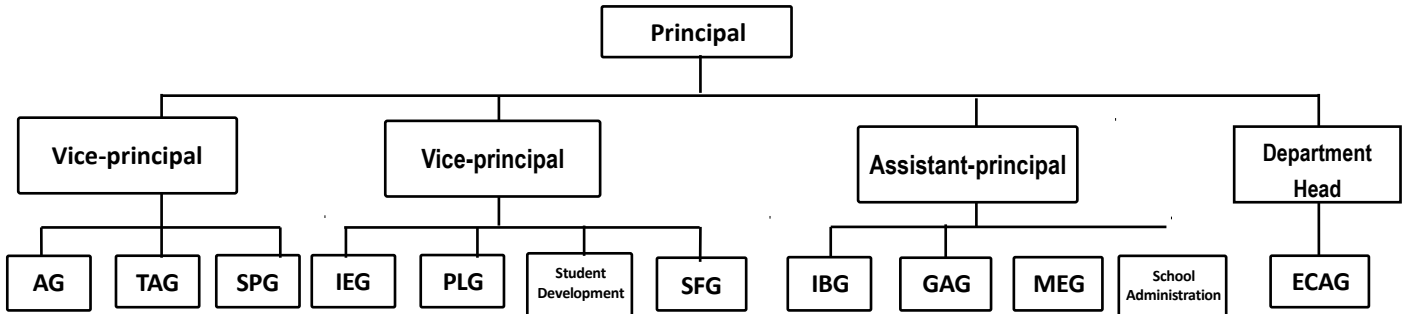 Principal
Vice-principal
Vice-principal
Assistant-principal
Department
Head
AG
TAG
SPG
IEG
PLG
Student
Development
SFG
IBG
GAG
MEG
School
Administration
ECAG